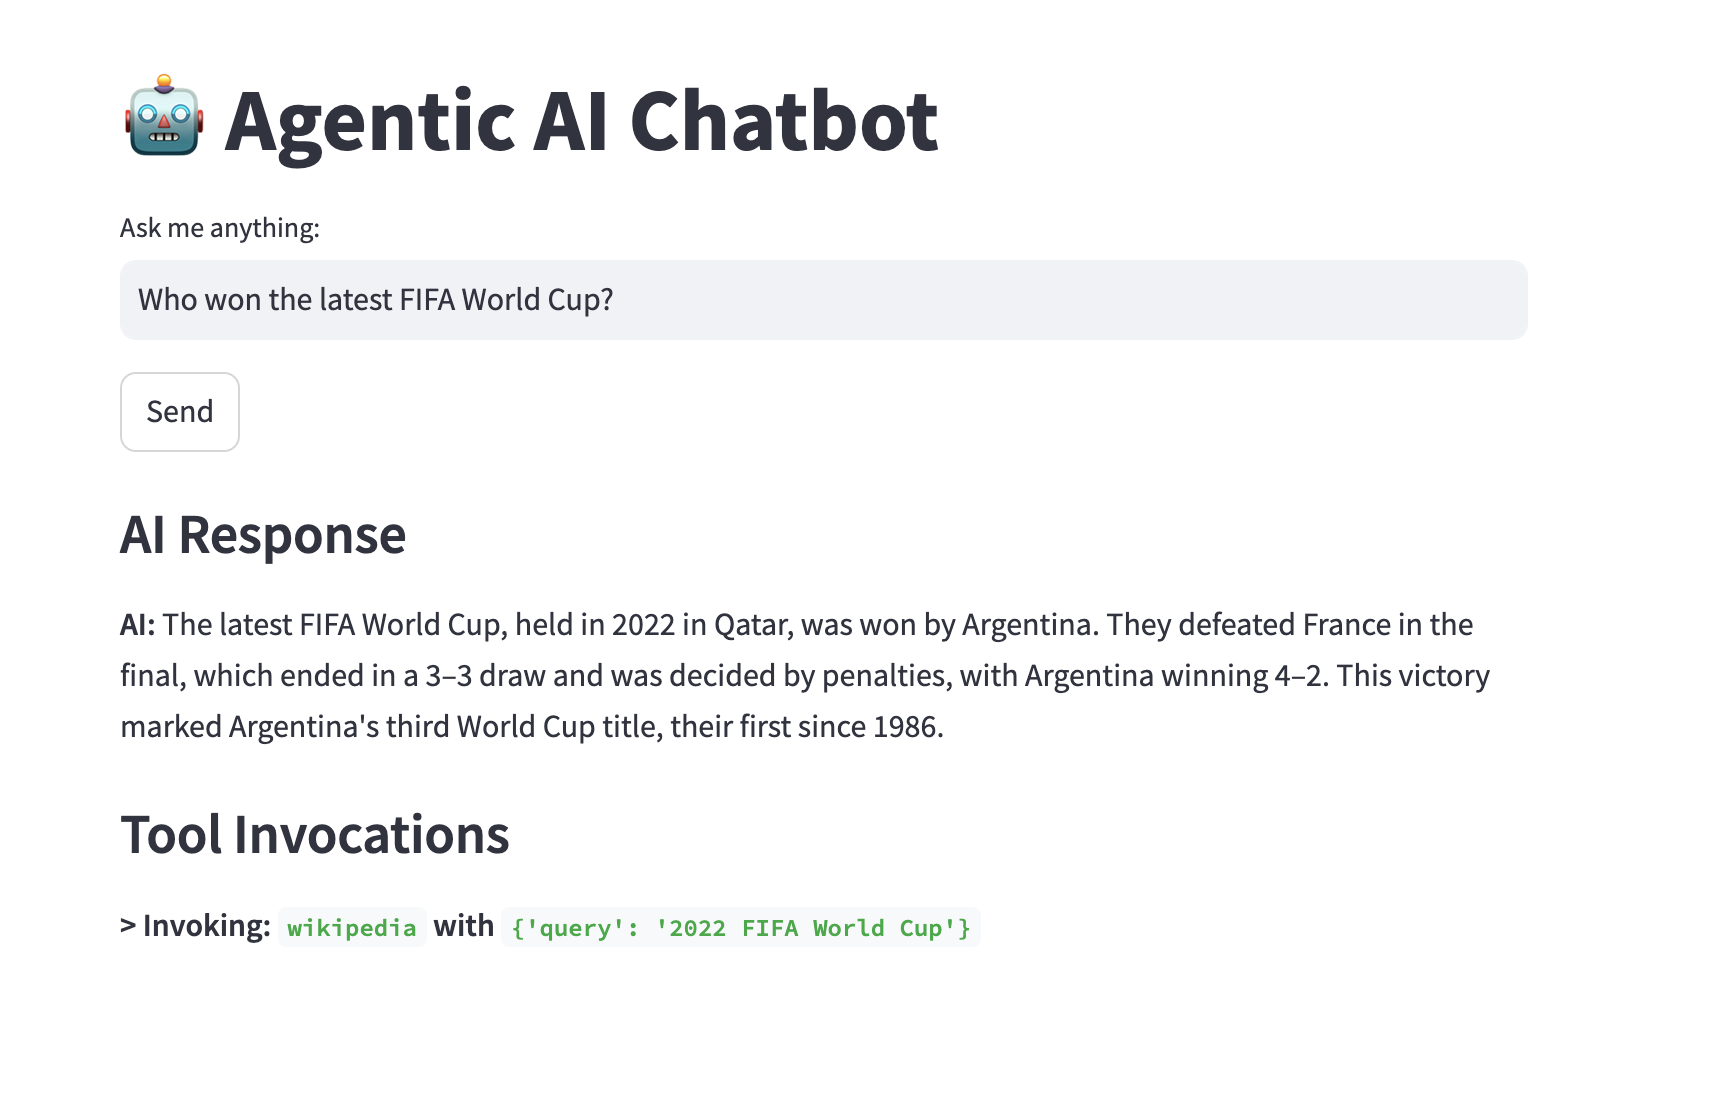 🤖 Agentic AI Chatbot
Ask me anything:
Who won the latest FIFA World Cup?
Send
AI Response
AI: The latest FIFA World Cup, held in 2022 in Qatar, was won by Argentina. They defeated France in the
final, which ended in a 3–3 draw and was decided by penalties, with Argentina winning 4–2. This victory
marked Argentina's third World Cup title, their first since 1986.
Tool Invocations
> Invoking: wikipedia with {'query': '2022 FIFA World Cup'}